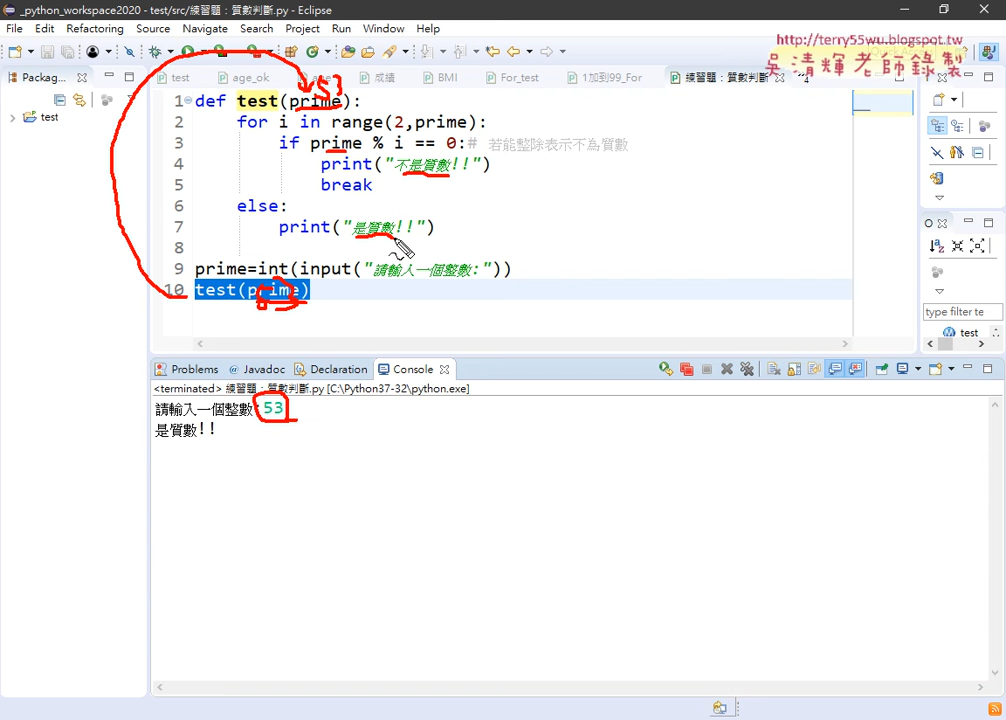 _python_workspace2020 - test/src/練習題：質數判斷.py - Eclipse
File Edit Refactoring Source Navigate Search Project Run Window Help
http://terry55wu.blogspot.tw
吳清輝老師錄製
Packag...
test age_ok 成績 BMI For_test 1加到99_For 練習題：質數判斷
53
test
1 def test(prime):
2 for i in range(2,prime):
3 if prime % i == 0:# 若能整除表示不為質數
4 print("不是質數!!")
5 break
6 else:
7 print("是質數!!")
8
9 prime=int(input("請輸入一個整數:"))
10 test(prime)
type filter te
test
Problems @ Javadoc Declaration Console
<terminated> 練習題：質數判斷.py [C:\Python37-32\python.exe]
請輸入一個整數:53
是質數!!